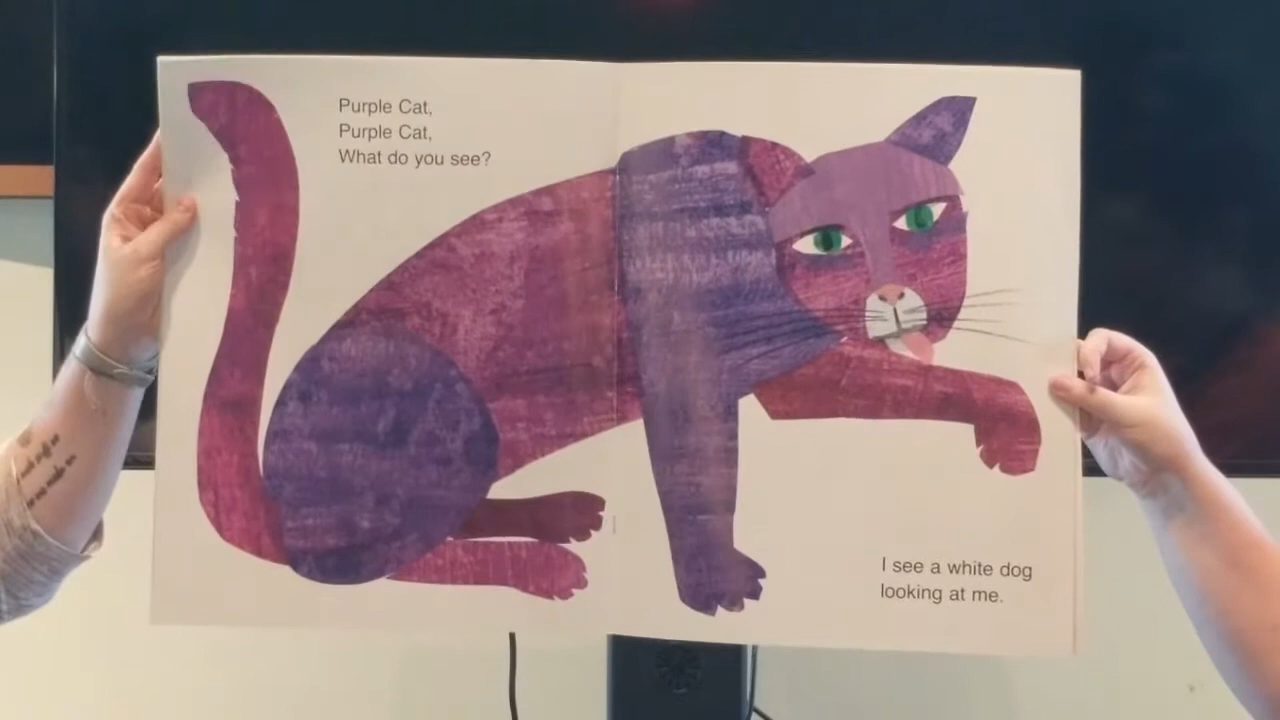 Purple Cat,
Purple Cat,
What do you see?
I see a white dog
looking at me.